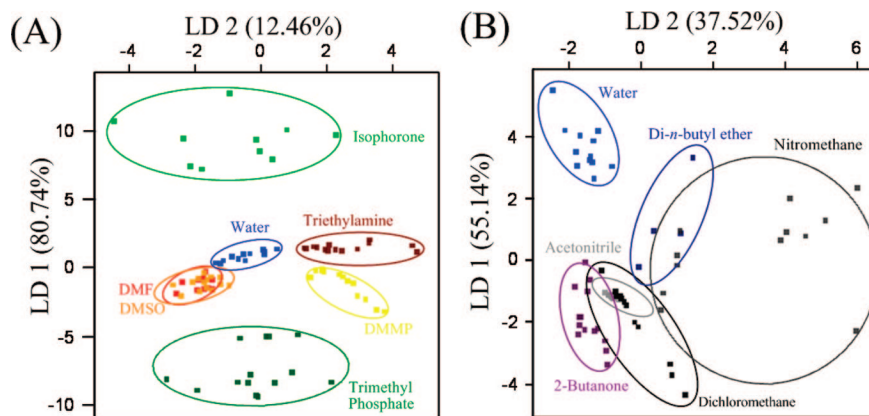 (A)
LD 2 (12.46%)
-4 0 4
LD 1 (80.74%)
10
5
0
-5
-10
Isophorone
Water
Triethylamine
DMF
DMSO
DMMP
Trimethyl
Phosphate
(B)
LD 2 (37.52%)
-2 0 2 4 6
LD 1 (55.14%)
4
2
0
-2
-4
Water
Di-n-butyl ether
Nitromethane
Acetonitrile
2-Butanone
Dichloromethane